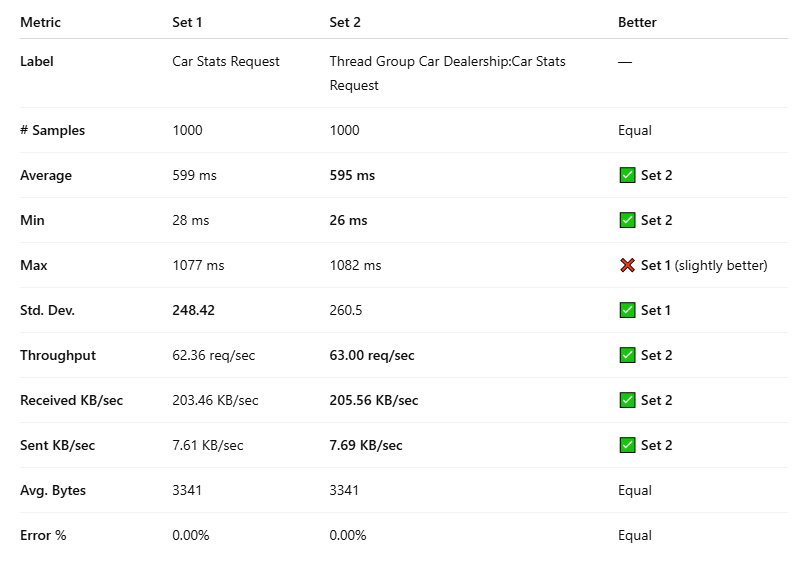 Metric Set 1 Set 2 Better
Label Car Stats Request Thread Group Car Dealership:Car Stats Request —
# Samples 1000 1000 Equal
Average 599 ms 595 ms ✅ Set 2
Min 28 ms 26 ms ✅ Set 2
Max 1077 ms 1082 ms ❌ Set 1 (slightly better)
Std. Dev. 248.42 260.5 ✅ Set 1
Throughput 62.36 req/sec 63.00 req/sec ✅ Set 2
Received KB/sec 203.46 KB/sec 205.56 KB/sec ✅ Set 2
Sent KB/sec 7.61 KB/sec 7.69 KB/sec ✅ Set 2
Avg. Bytes 3341 3341 Equal
Error % 0.00% 0.00% Equal